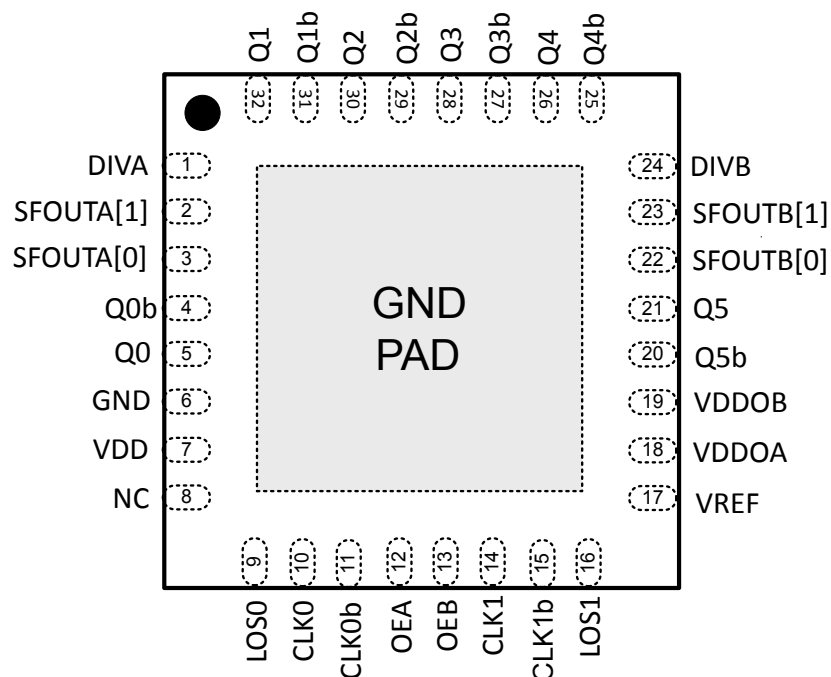 Q1
Q1b
Q2
Q2b
Q3
Q3b
Q4
Q4b
32
31
30
29
28
27
26
25
DIVA 1
SFOUTA[1] 2
SFOUTA[0] 3
Q0b 4
Q0 5
GND 6
VDD 7
NC 8
GND
PAD
24 DIVB
23 SFOUTB[1]
22 SFOUTB[0]
21 Q5
20 Q5b
19 VDDOB
18 VDDOA
17 VREF
9
10
11
12
13
14
15
16
LOS0
CLK0
CLK0b
OEA
OEB
CLK1
CLK1b
LOS1